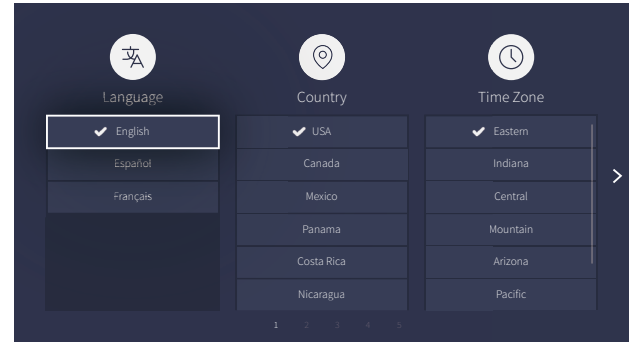 Language
English
Español
Français
Country
USA
Canada
Mexico
Panama
Costa Rica
Nicaragua
Time Zone
Eastern
Indiana
Central
Mountain
Arizona
Pacific
1 2 3 4 5